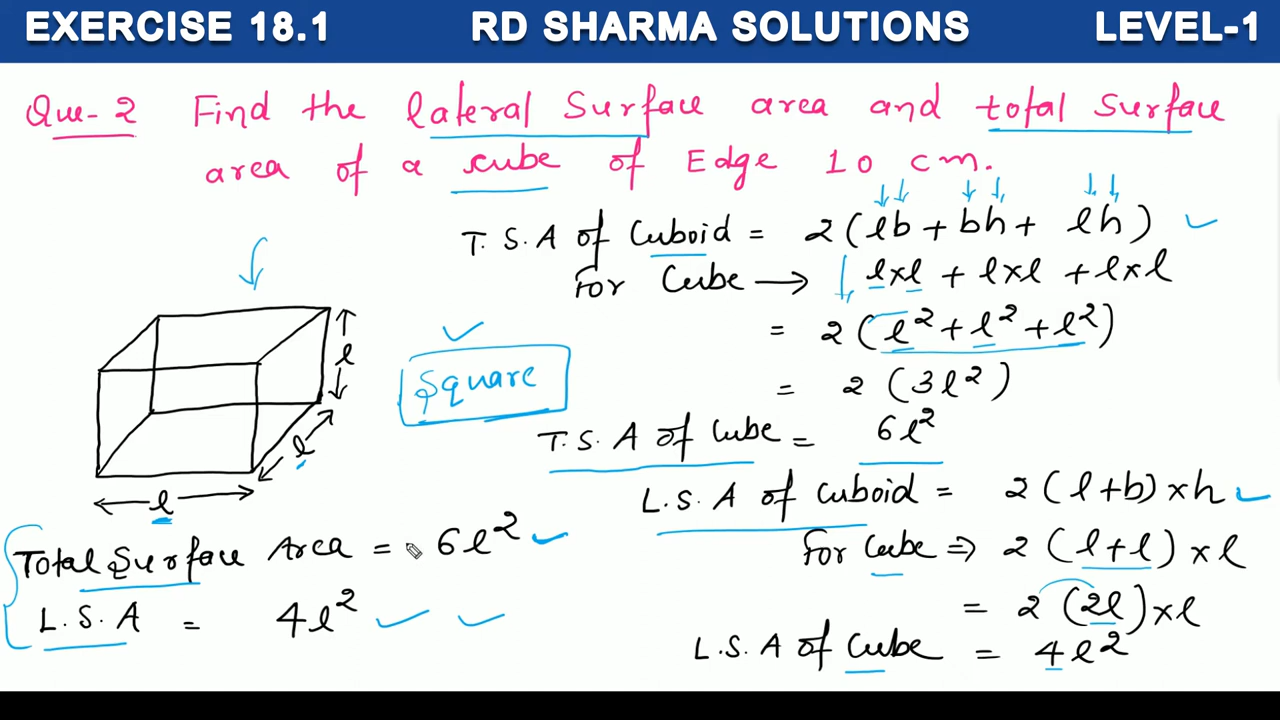 EXERCISE 18.1 RD SHARMA SOLUTIONS LEVEL-1
Que-2 Find the lateral Surface area and total Surface
area of a cube of Edge 10 cm.
T.S.A of Cuboid = 2(lb + bh + lh)
For Cube → l×l + l×l + l×l
= 2(l²+l²+l²)
= 2(3l²)
T.S.A of Cube = 6l²
L.S.A of Cuboid = 2(l+b)×h
For Cube ⇒ 2(l+l)×l
= 2(2l)×l
L.S.A of Cube = 4l²
l
l
l
Square
Total Surface Area = 6l²
L.S.A = 4l²